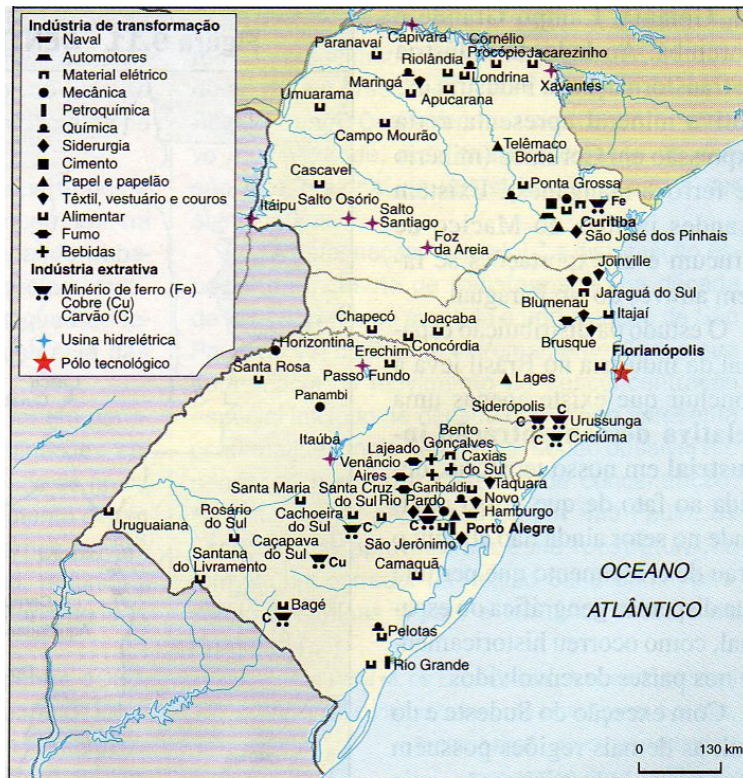 Indústria de transformação
Naval
Automotores
Material elétrico
Mecânica
Petroquímica
Química
Siderurgia
Cimento
Papel e papelão
Têxtil, vestuário e couros
Alimentar
Fumo
Bebidas
Indústria extrativa
Minério de ferro (Fe)
Cobre (Cu)
Carvão (C)
Usina hidrelétrica
Pólo tecnológico
Capivara
Paranavaí
Cornélio
Procópio
Jacarezinho
Riolândia
Londrina
Maringá
Apucarana
Xavantes
Umuarama
Campo Mourão
Telêmaco
Borba
Cascavel
Ponta Grossa
Fe
Itáipu
Salto Osório
Salto
Santiago
Curitiba
São José dos Pinhais
Foz
da Areia
Joinville
Jaraguá do Sul
Blumenau
Itajaí
Brusque
Chapecó
Joaçaba
Concórdia
Florianópolis
Horizontina
Erechim
Santa Rosa
Passo Fundo
Lages
Panambi
Siderópolis
C
C
Urussunga
C
Criciúma
Itaúba
Bento
Gonçalves
Lajeado
Caxias
do Sul
Venâncio
Aires
Garibaldi
Taquara
Santa Maria
Santa Cruz
do Sul
Rio
Pardo
Novo
Hamburgo
Cachoeira
do Sul
C
C
Porto Alegre
Uruguaiana
Rosário
do Sul
Caçapava
do Sul
Cu
São Jerônimo
Santana
do Livramento
Camaquã
Bagé
C
Pelotas
Rio Grande
OCEANO
ATLÂNTICO
0 130 km